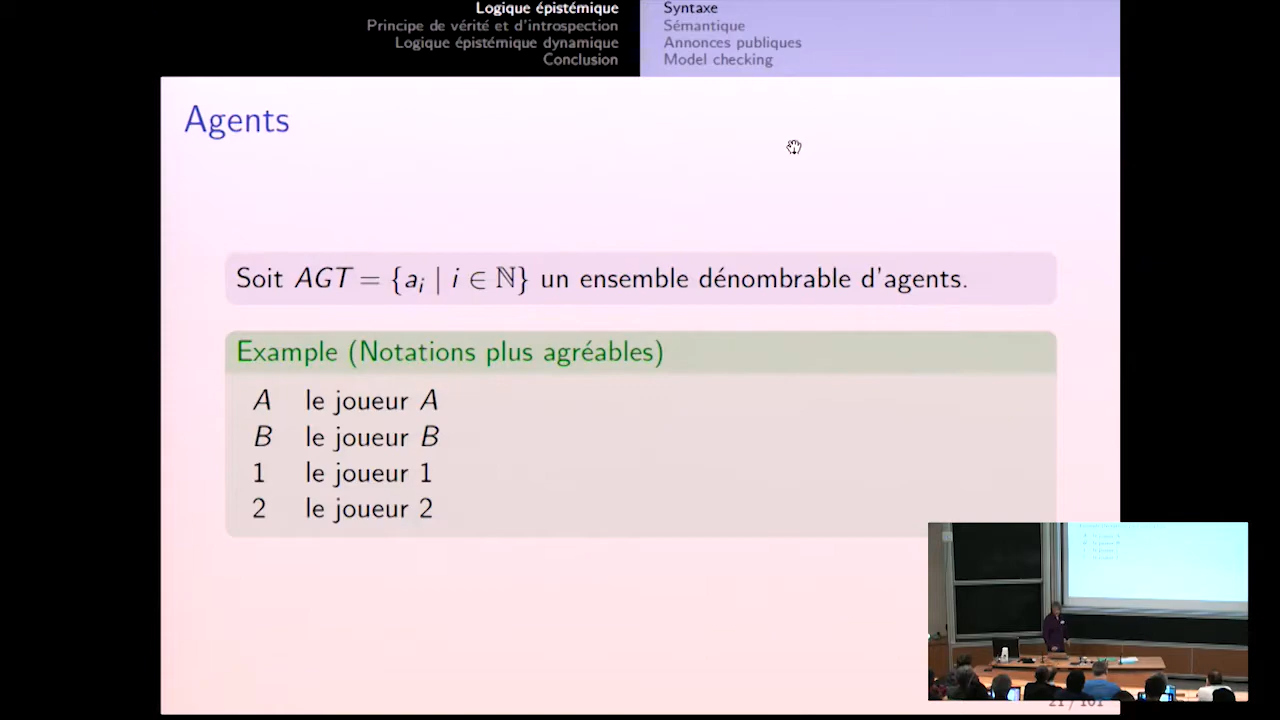 Logique épistémique
Principe de vérité et d'introspection
Logique épistémique dynamique
Conclusion
Syntaxe
Sémantique
Annonces publiques
Model checking
Agents
Soit AGT = {aᵢ | i ∈ ℕ} un ensemble dénombrable d'agents.
Example (Notations plus agréables)
A le joueur A
B le joueur B
1 le joueur 1
2 le joueur 2